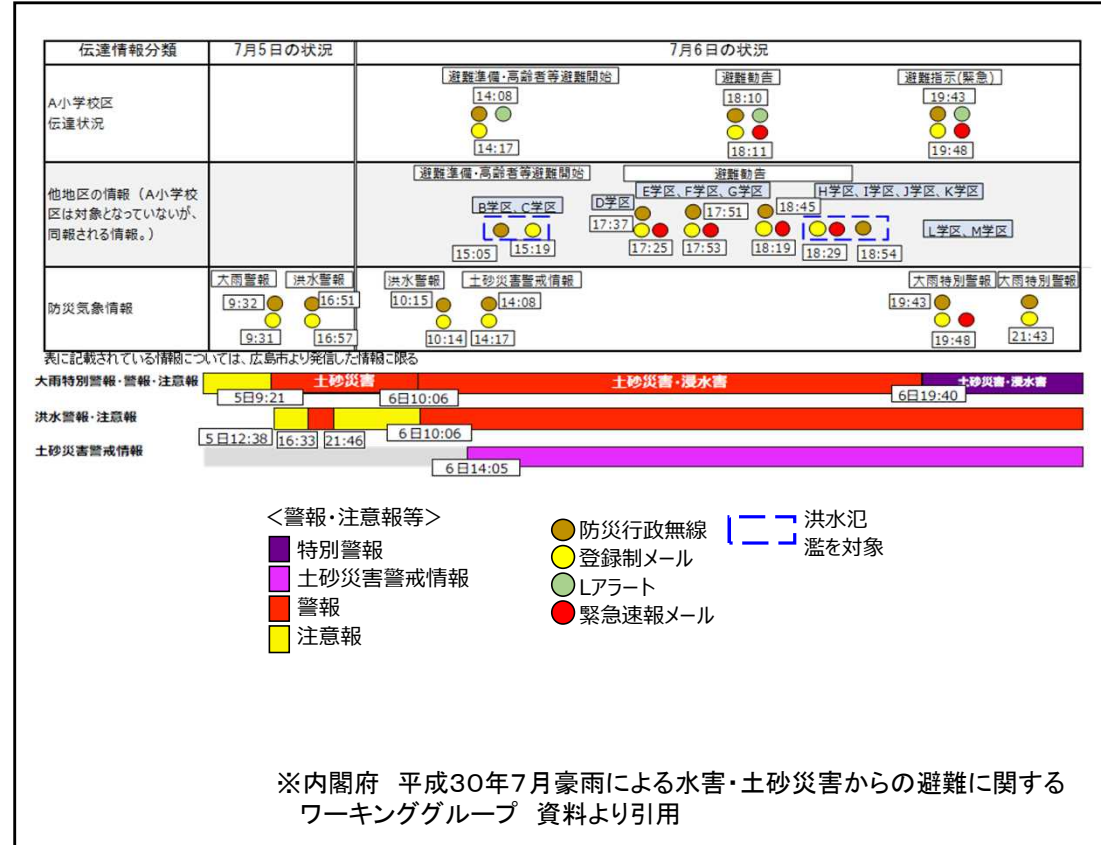 伝達情報分類
7月5日の状況
7月6日の状況
A小学校区
伝達状況
避難準備・高齢者等避難開始
14:08
14:17
避難勧告
18:10
18:11
避難指示(緊急)
19:43
19:48
他地区の情報（A小学校
区は対象となっていないが、
同報される情報。）
避難準備・高齢者等避難開始
避難勧告
B学区、C学区
15:05
15:19
D学区
17:37
E学区、F学区、G学区
17:51
18:45
17:25
17:53
18:19
H学区、I学区、J学区、K学区
18:29
18:54
L学区、M学区
防災気象情報
大雨警報
9:32
9:31
洪水警報
16:51
16:57
洪水警報
10:15
10:14
土砂災害警戒情報
14:08
14:17
大雨特別警報
19:43
19:48
大雨特別警報
21:43
表に記載されている情報については、広島市より発信した情報に限る
大雨特別警報・警報・注意報
土砂災害
土砂災害・浸水害
土砂災害・浸水害
5日9:21
6日10:06
6日19:40
洪水警報・注意報
5日12:38
16:33
21:46
6日10:06
土砂災害警戒情報
6日14:05
＜警報・注意報等＞
特別警報
土砂災害警戒情報
警報
注意報
防災行政無線
登録制メール
Lアラート
緊急速報メール
洪水氾
濫を対象
※内閣府 平成30年7月豪雨による水害・土砂災害からの避難に関する
ワーキンググループ 資料より引用